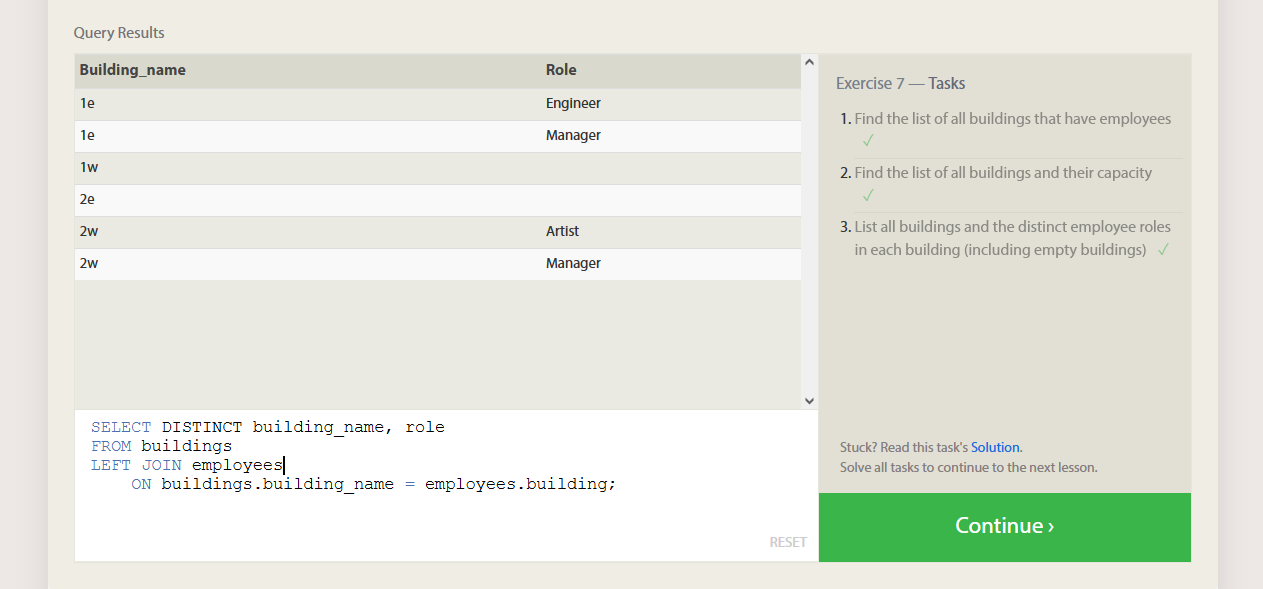 Query Results
Building_name Role
1e Engineer
1e Manager
1w
2e
2w Artist
2w Manager
SELECT DISTINCT building_name, role
FROM buildings
LEFT JOIN employees
ON buildings.building_name = employees.building;
RESET
Exercise 7 — Tasks
1. Find the list of all buildings that have employees
✓
2. Find the list of all buildings and their capacity
✓
3. List all buildings and the distinct employee roles
in each building (including empty buildings) ✓
Stuck? Read this task's Solution.
Solve all tasks to continue to the next lesson.
Continue ›